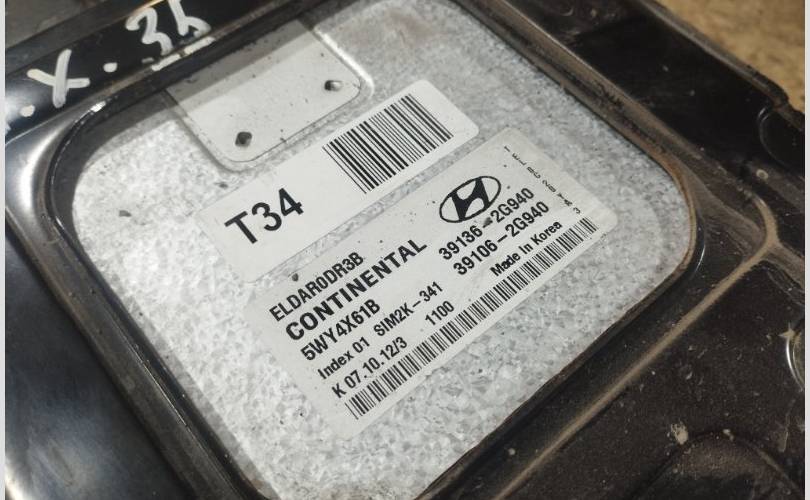 . X . 35
T34
ELDAR0DR3B
CONTINENTAL
5WY4X61B
Index 01 SIM2K-341
K 07.10.12/3 1100
39136-2G940
39106-2G940
Made In Korea